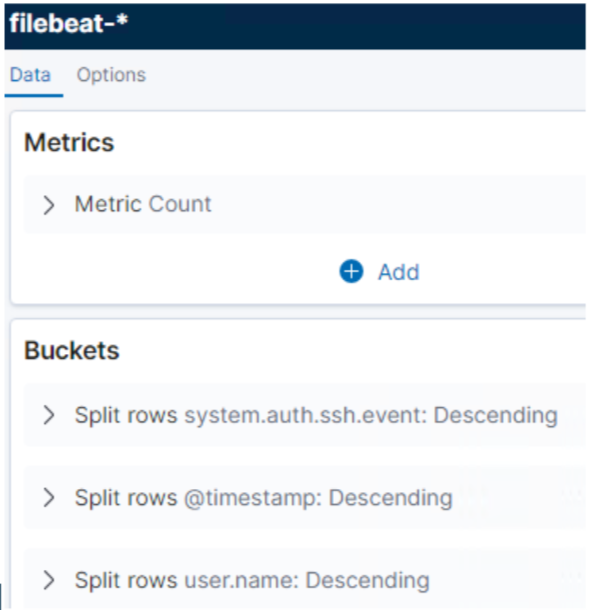 filebeat-*
Data Options
Metrics
Metric Count
Add
Buckets
Split rows system.auth.ssh.event: Descending
Split rows @timestamp: Descending
Split rows user.name: Descending